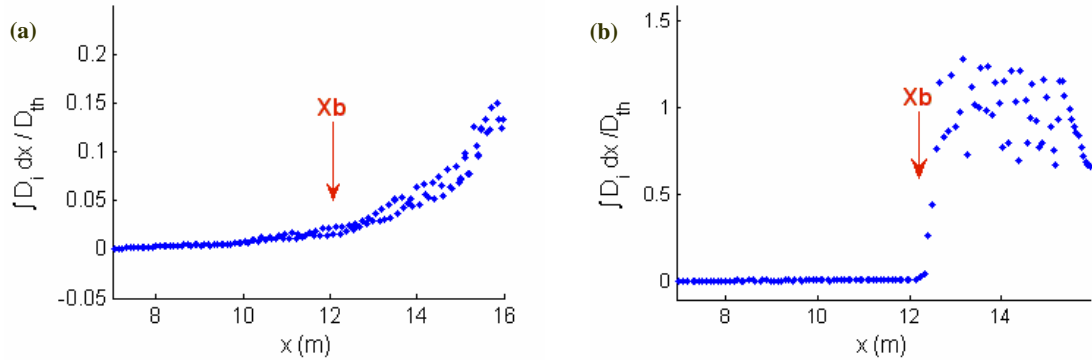 (a)
∫D_i dx / D_th
0.2
0.15
0.1
0.05
0
-0.05
Xb
8 10 12 14 16
x (m)
(b)
∫D_i dx /D_th
1.5
1
0.5
0
Xb
8 10 12 14
x (m)